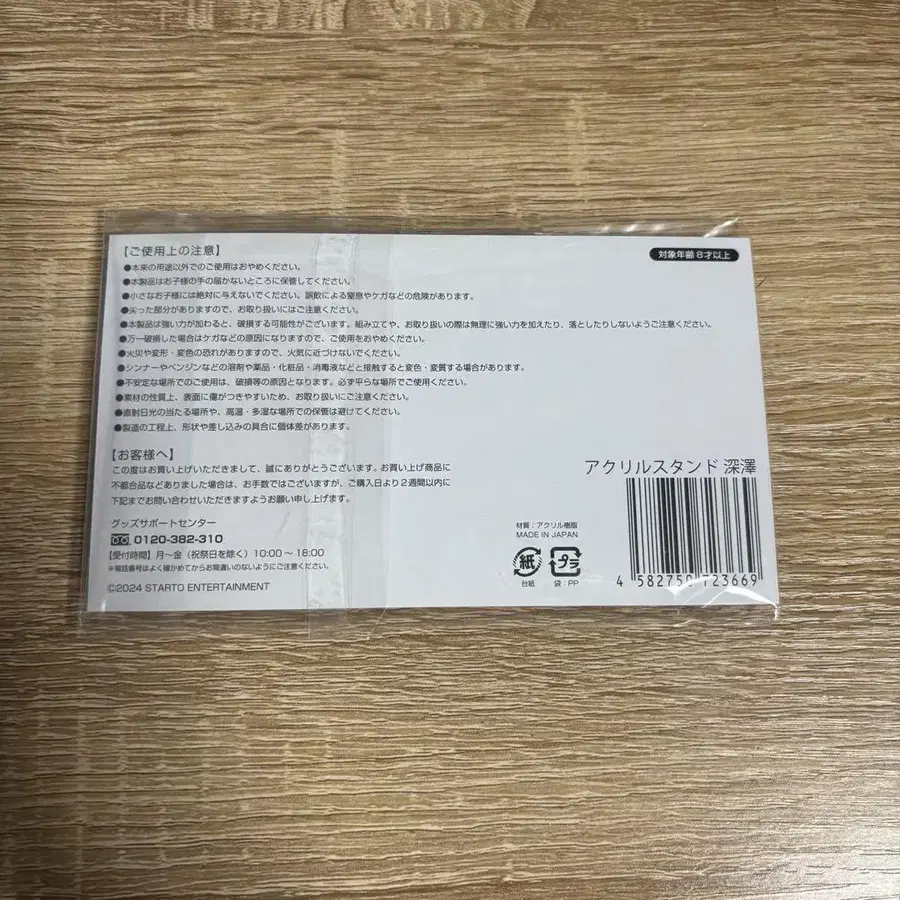 【ご使用上の注意】
対象年齢 8才以上
●本来の用途以外でのご使用はおやめください。
●本製品はお子様の手の届かないところに保管してください。
●小さなお子様には絶対に与えないでください。誤飲による窒息やケガなどの危険があります。
●尖った部分がありますので、お取り扱いにはご注意ください。
●本製品は強い力が加わると、破損する可能性がございます。組み立てや、お取り扱いの際は無理に強い力を加えたり、落としたりしないようご注意ください。
●万一破損した場合はケガなどの原因になりますので、ご使用をおやめください。
●火災や変形・変色の恐れがありますので、火気に近づけないでください。
●シンナーやベンジンなどの溶剤や薬品・化粧品・消毒液などと接触すると変色・変質する場合があります。
●不安定な場所でのご使用は、破損等の原因となります。必ず平らな場所でご使用ください。
●素材の性質上、表面に傷がつきやすいため、お取り扱いにご注意ください。
●直射日光の当たる場所や、高温・多湿な場所での保管は避けてください。
●製造の工程上、形状や差し込みの具合に個体差があります。
【お客様へ】
この度はお買い上げいただきまして、誠にありがとうございます。お買い上げ商品に
不都合品などありました場合は、お手数ではございますが、ご購入日より2週間以内に
下記までお問い合わせいただきますようお願い申し上げます。
グッズサポートセンター
0120-382-310
【受付時間】月〜金（祝祭日を除く）10:00〜18:00
※電話番号はよく確かめてからお間違いのないようにご注意ください。
©2024 STARTO ENTERTAINMENT
材質：アクリル樹脂
MADE IN JAPAN
紙
台紙
プラ
袋：PP
アクリルスタンド 深澤
4 582750 723669